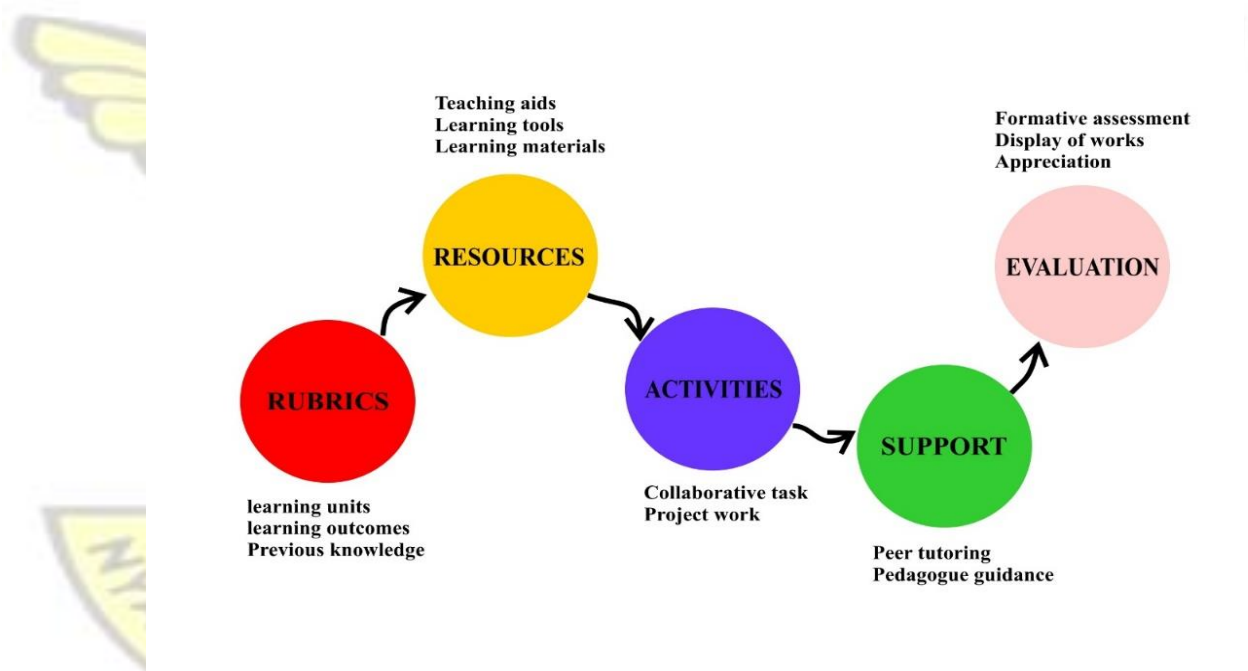 Teaching aids
Learning tools
Learning materials
RESOURCES
Formative assessment
Display of works
Appreciation
EVALUATION
RUBRICS
learning units
learning outcomes
Previous knowledge
ACTIVITIES
Collaborative task
Project work
SUPPORT
Peer tutoring
Pedagogue guidance